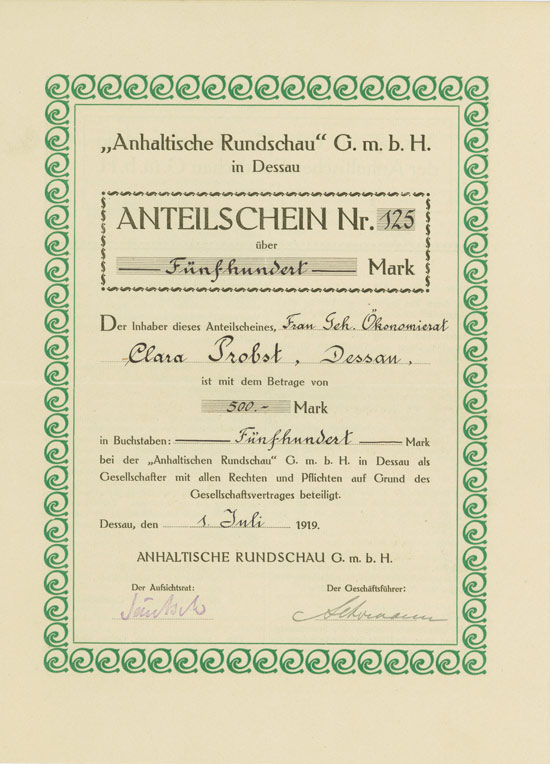 „Anhaltische Rundschau“ G. m. b. H.
in Dessau
ANTEILSCHEIN Nr. 125
über
Fünfhundert Mark
Der Inhaber dieses Anteilscheines, Frau Geh. Ökonomierat
Clara Probst, Dessau,
ist mit dem Betrage von
500.- Mark
in Buchstaben: Fünfhundert Mark
bei der „Anhaltischen Rundschau“ G. m. b. H. in Dessau als
Gesellschafter mit allen Rechten und Pflichten auf Grund des
Gesellschaftsvertrages beteiligt.
Dessau, den 1. Juli 1919.
ANHALTISCHE RUNDSCHAU G. m. b. H.
Der Aufsichtsrat: Der Geschäftsführer: